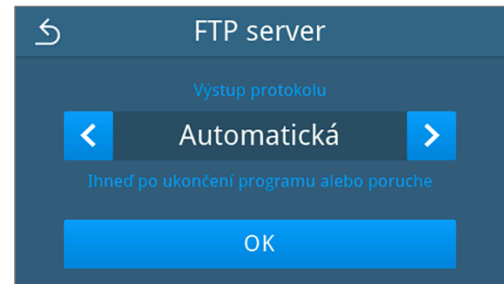 FTP server
Výstup protokolu
Automatická
Ihneď po ukončení programu alebo poruche
OK